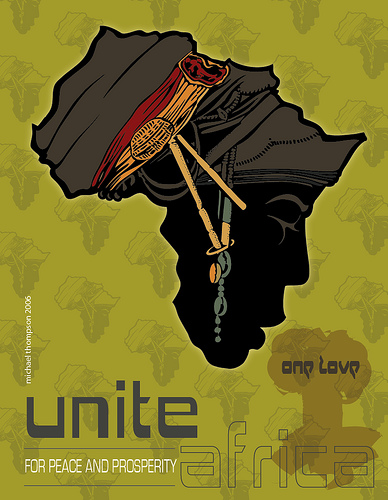 michael thompson 2006
one love
unite
FOR PEACE AND PROSPERITY
africa